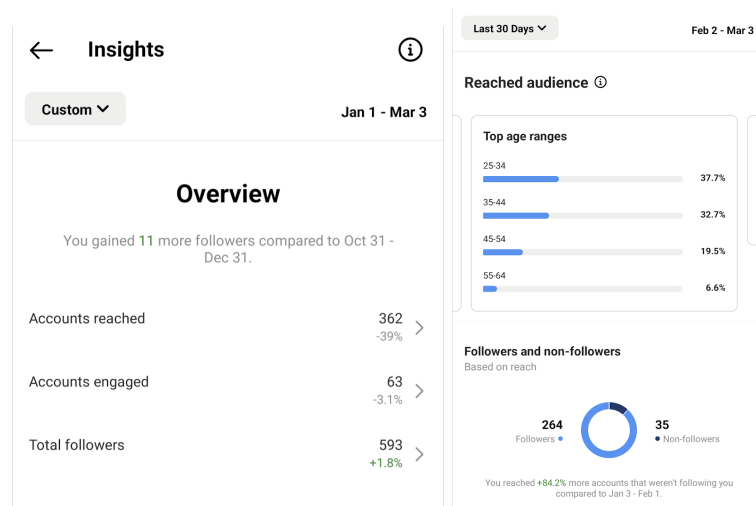 Insights
Custom
Jan 1 - Mar 3
Overview
You gained 11 more followers compared to Oct 31 -
Dec 31.
Accounts reached
362
-39%
Accounts engaged
63
-3.1%
Total followers
593
+1.8%
Last 30 Days
Feb 2 - Mar 3
Reached audience
Top age ranges
25-34
37.7%
35-44
32.7%
45-54
19.5%
55-64
6.6%
Followers and non-followers
Based on reach
264
Followers
35
Non-followers
You reached +84.2% more accounts that weren't following you
compared to Jan 3 - Feb 1.